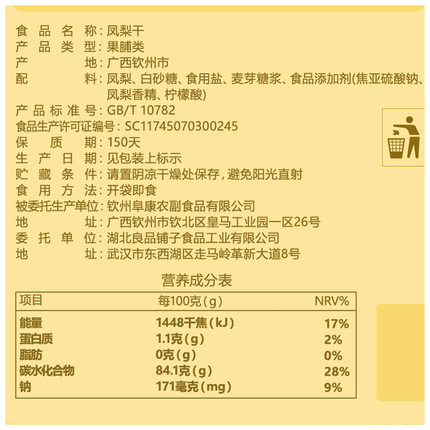 食品名称:凤梨干
产品类型:果脯类
产地:广西钦州市
配料:凤梨、白砂糖、食用盐、麦芽糖浆、食品添加剂(焦亚硫酸钠、
凤梨香精、柠檬酸)
产品标准号:GB/T 10782
食品生产许可证编号:SC11745070300245
保质期:150天
生产日期:见包装上标示
贮藏条件:请置阴凉干燥处保存,避免阳光直射
食用方法:开袋即食
被委托生产单位:钦州阜康农副食品有限公司
地址:广西钦州市钦北区皇马工业园一区26号
委托单位:湖北良品铺子食品工业有限公司
地址:武汉市东西湖区走马岭革新大道8号
营养成分表
项目 每100克(g) NRV%
能量 1448千焦(kJ) 17%
蛋白质 1.1克(g) 2%
脂肪 0克(g) 0%
碳水化合物 84.1克(g) 28%
钠 171毫克(mg) 9%